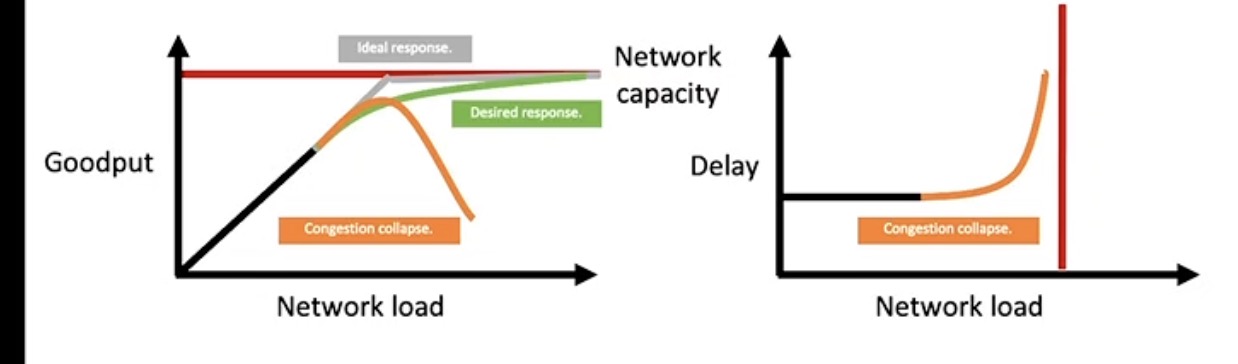 Ideal response.
Network
capacity
Desired response.
Goodput
Congestion collapse.
Network load
Delay
Congestion collapse.
Network load